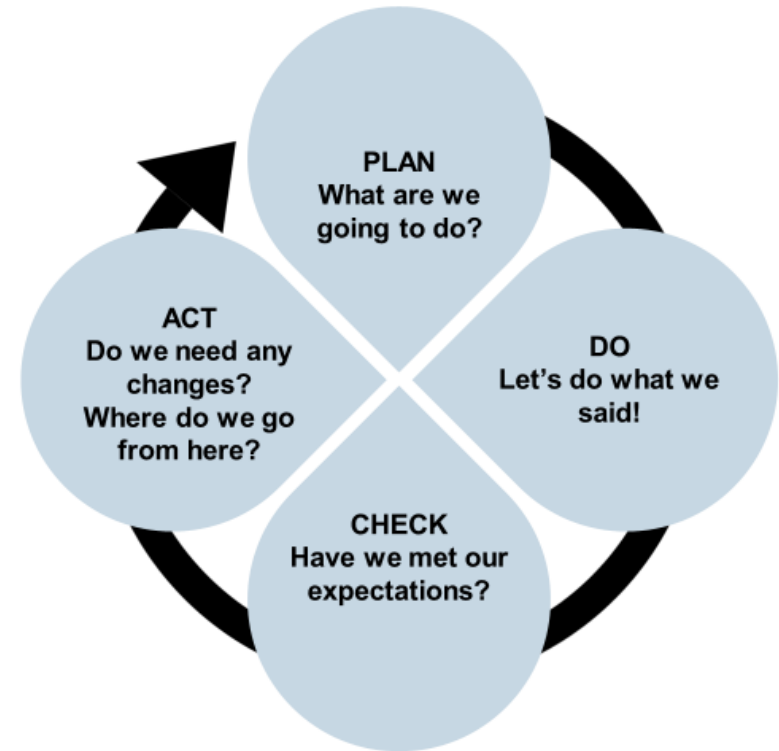 PLAN
What are we
going to do?
DO
Let's do what we
said!
CHECK
Have we met our
expectations?
ACT
Do we need any
changes?
Where do we go
from here?